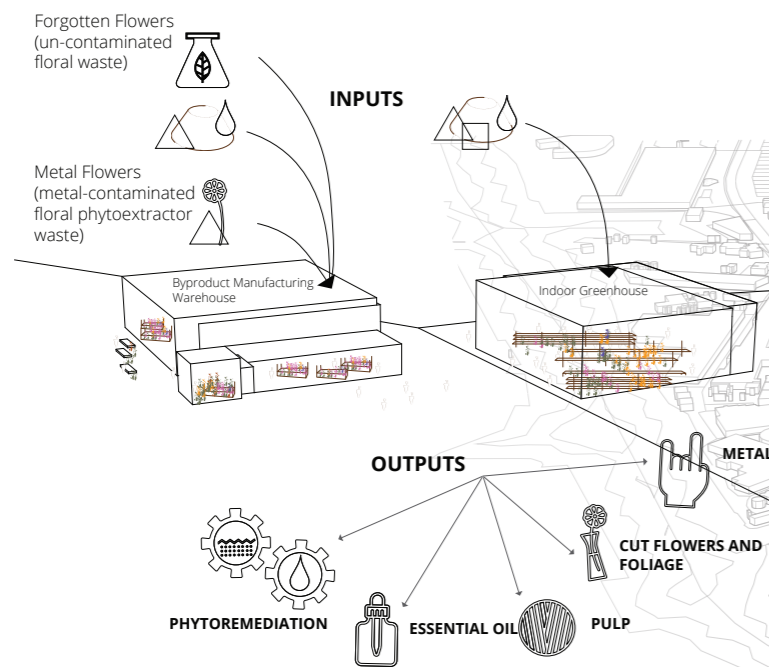 Forgotten Flowers
(un-contaminated
floral waste)
INPUTS
Metal Flowers
(metal-contaminated
floral phytoextractor
waste)
Byproduct Manufacturing
Warehouse
Indoor Greenhouse
OUTPUTS
METAL
CUT FLOWERS AND
FOLIAGE
PHYTOREMEDIATION
ESSENTIAL OIL
PULP